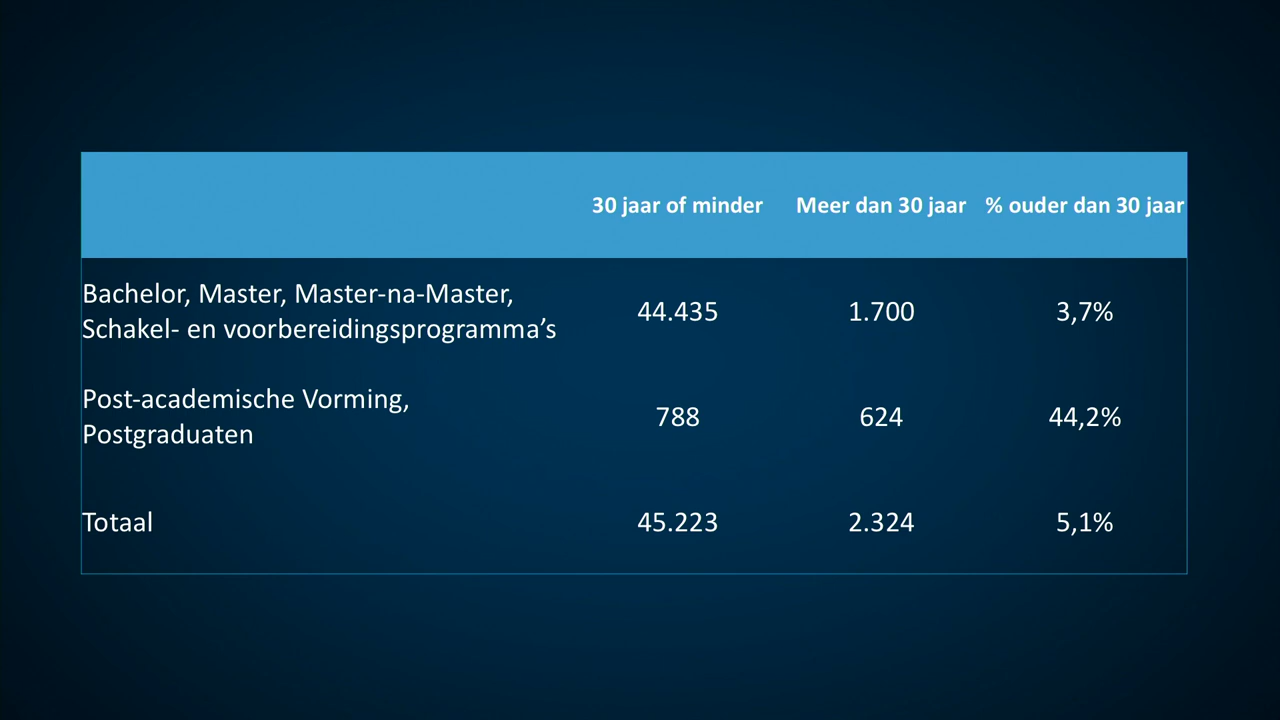 30 jaar of minder Meer dan 30 jaar % ouder dan 30 jaar
Bachelor, Master, Master-na-Master,
Schakel- en voorbereidingsprogramma’s 44.435 1.700 3,7%
Post-academische Vorming,
Postgraduaten 788 624 44,2%
Totaal 45.223 2.324 5,1%